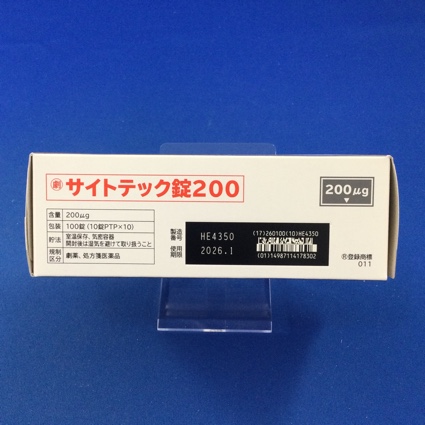 劇 サイトテック錠200
200μg
含量 200μg
包装 100錠(10錠PTP×10)
貯法 室温保存、気密容器
開封後は湿気を避けて取り扱うこと
規制区分 劇薬、処方箋医薬品
製造番号 HE4350
使用期限 2026.1
(17)260100(10)HE4350
(01)14987114178302
®登録商標
011